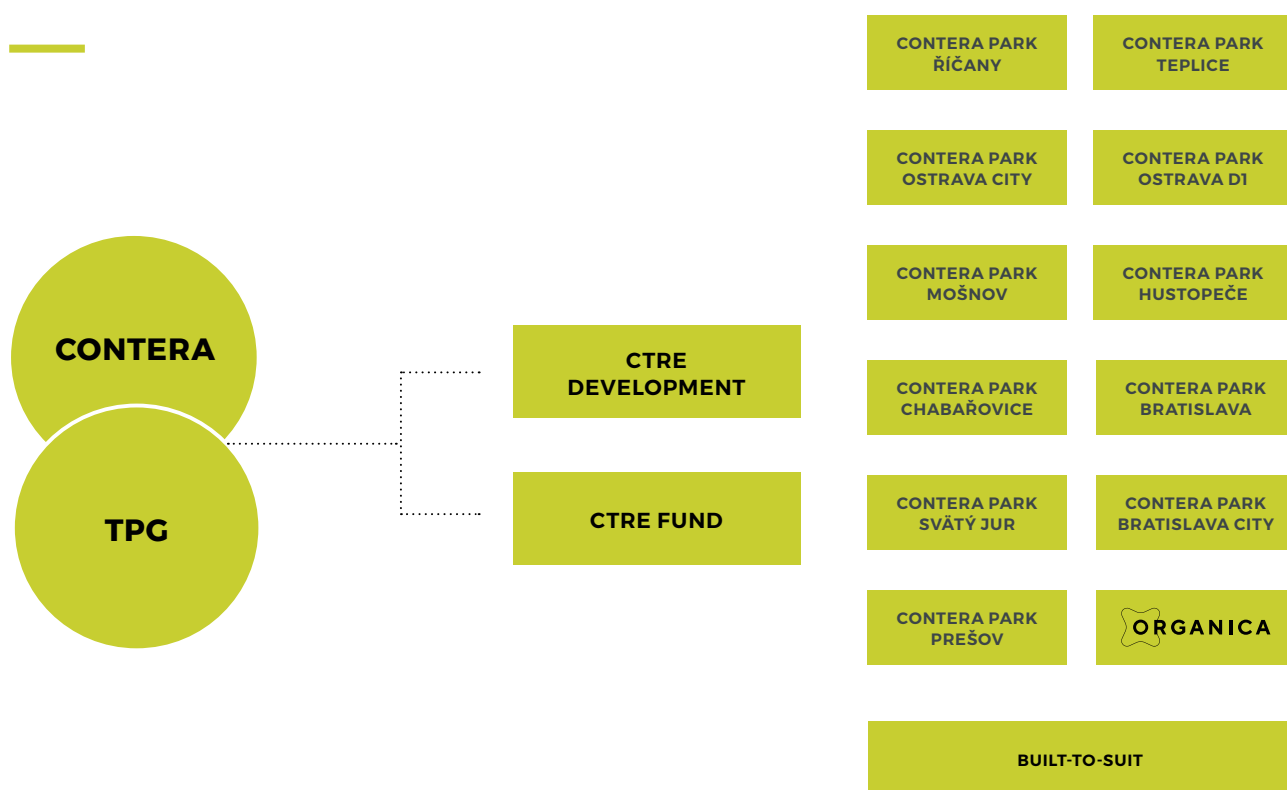 CONTERA
TPG
CTRE
DEVELOPMENT
CTRE FUND
CONTERA PARK
ŘÍČANY
CONTERA PARK
TEPLICE
CONTERA PARK
OSTRAVA CITY
CONTERA PARK
OSTRAVA D1
CONTERA PARK
MOŠNOV
CONTERA PARK
HUSTOPEČE
CONTERA PARK
CHABAŘOVICE
CONTERA PARK
BRATISLAVA
CONTERA PARK
SVÄTÝ JUR
CONTERA PARK
BRATISLAVA CITY
CONTERA PARK
PREŠOV
ORGANICA
BUILT-TO-SUIT